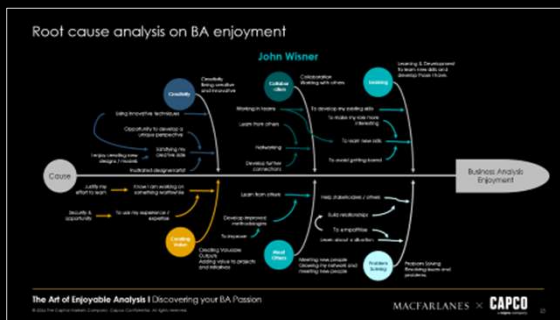 Root cause analysis on BA enjoyment
John Wisner
Creativity
Creativity
Being creative
and innovative
Collabor
ation
Collaboration
Working with others
Learning
Learning & Development
To learn new skills and
develop those I have
Using innovative techniques
Opportunity to develop a
unique perspective
Satisfying my
creative side
I enjoy creating new
designs / models
Frustrated designer/artist
Working in teams
Learn from others
Networking
Develop further
connections
To develop my existing skills
To make my role more
interesting
To learn new skills
To avoid getting bored
Cause
Business Analysis
Enjoyment
Justify my
effort to learn
Know I am working on
something worthwhile
Security &
opportunity
To use my experience /
expertise
Creating
Value
Creating Valuable
Outputs
Adding value to projects
and initiatives
Learn from others
Develop improved
methodologies
To improve
Meet
Others
Meeting new people
Growing my network and
meeting new people
Help stakeholders / others
Build relationships
To empathise
Learn about a situation
Problem
Solving
Problem Solving
Resolving issues and
problems
The Art of Enjoyable Analysis | Discovering your BA Passion
MACFARLANES × CAPCO